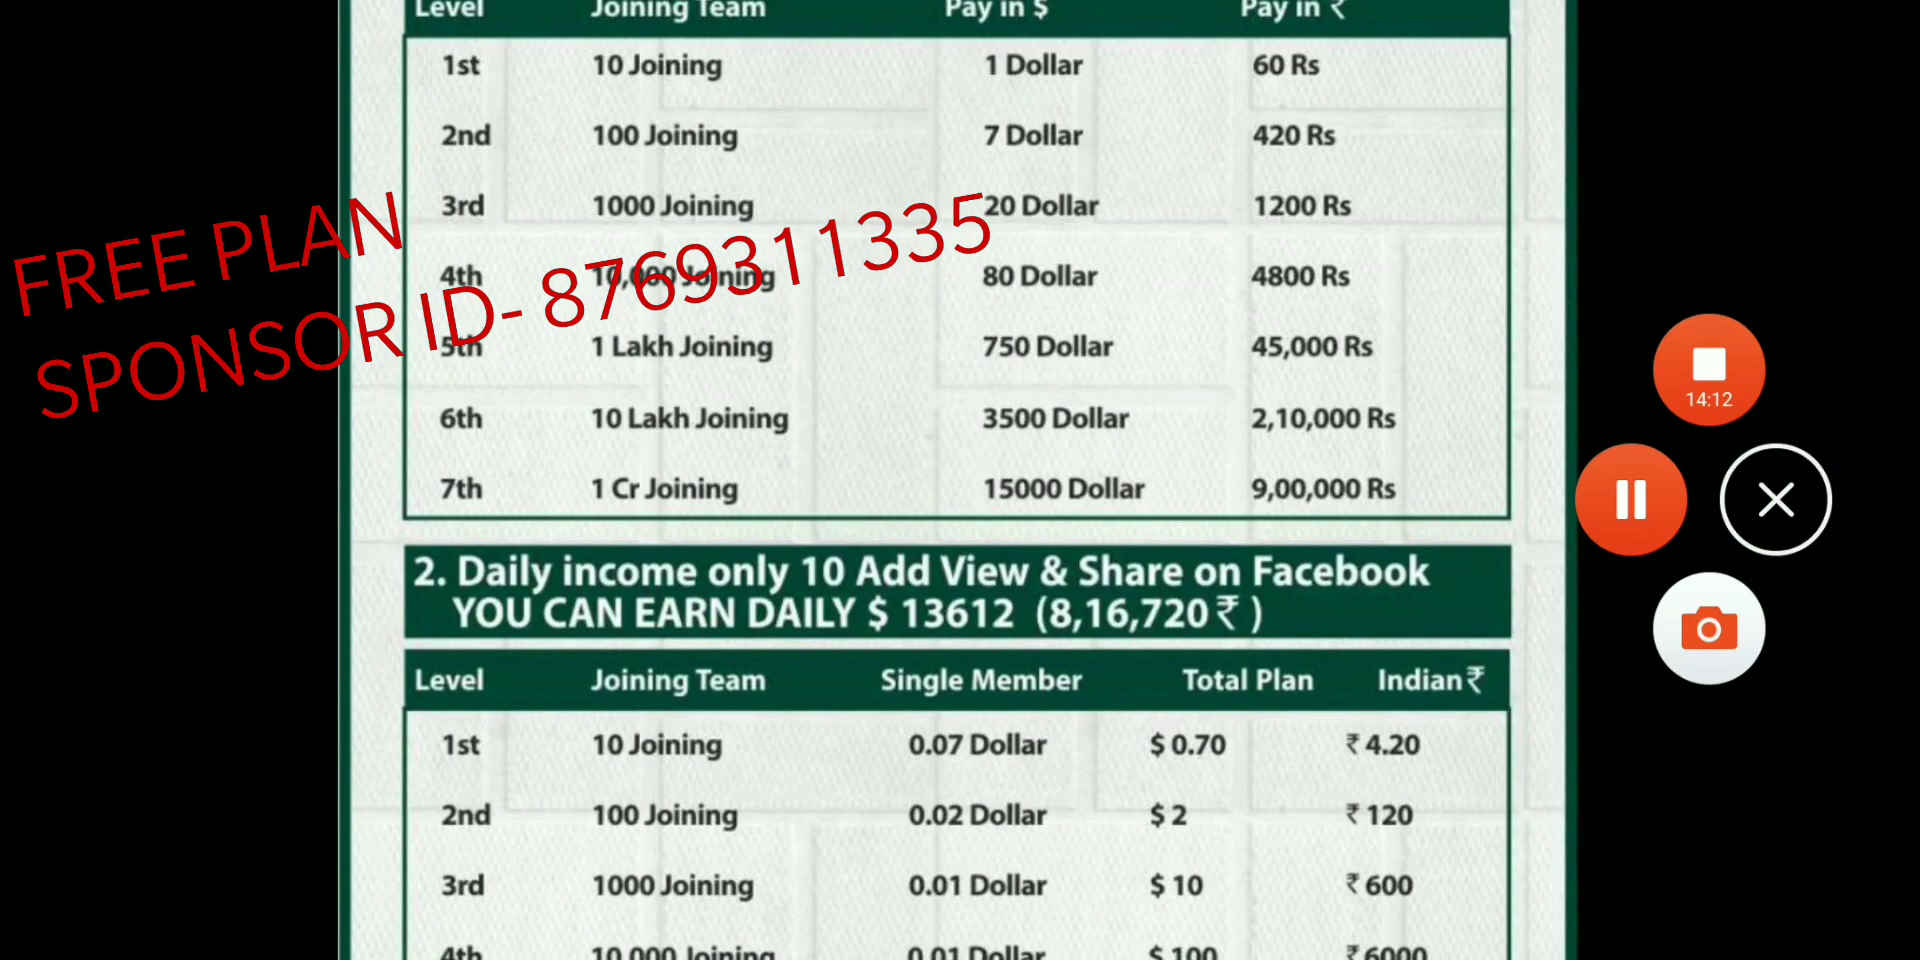 Level Joining Team Pay in $ Pay in ₹
1st 10 Joining 1 Dollar 60 Rs
2nd 100 Joining 7 Dollar 420 Rs
3rd 1000 Joining 20 Dollar 1200 Rs
FREE PLAN
SPONSOR ID- 8769311335
4th 10,000 Joining 80 Dollar 4800 Rs
5th 1 Lakh Joining 750 Dollar 45,000 Rs
6th 10 Lakh Joining 3500 Dollar 2,10,000 Rs
7th 1 Cr Joining 15000 Dollar 9,00,000 Rs
14:12
2. Daily income only 10 Add View & Share on Facebook
YOU CAN EARN DAILY $ 13612 (8,16,720 ₹ )
Level Joining Team Single Member Total Plan Indian ₹
1st 10 Joining 0.07 Dollar $ 0.70 ₹ 4.20
2nd 100 Joining 0.02 Dollar $ 2 ₹ 120
3rd 1000 Joining 0.01 Dollar $ 10 ₹ 600
4th 10,000 Joining 0.01 Dollar $ 100 ₹ 6000